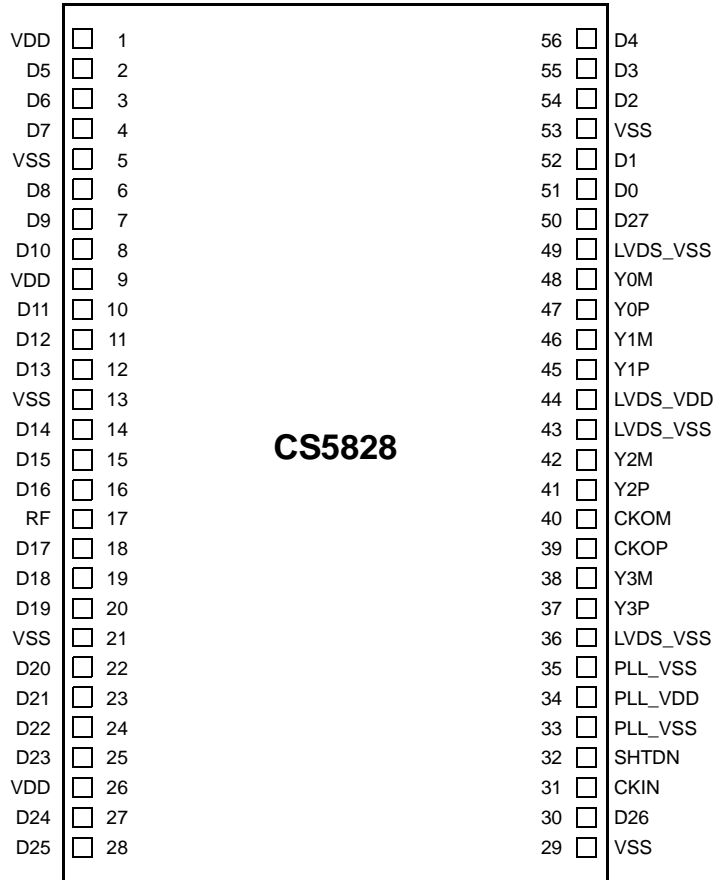 VDD 1 56 D4
D5 2 55 D3
D6 3 54 D2
D7 4 53 VSS
VSS 5 52 D1
D8 6 51 D0
D9 7 50 D27
D10 8 49 LVDS_VSS
VDD 9 48 Y0M
D11 10 47 Y0P
D12 11 46 Y1M
D13 12 45 Y1P
VSS 13 44 LVDS_VDD
D14 14 43 LVDS_VSS
CS5828
D15 15 42 Y2M
D16 16 41 Y2P
RF 17 40 CKOM
D17 18 39 CKOP
D18 19 38 Y3M
D19 20 37 Y3P
VSS 21 36 LVDS_VSS
D20 22 35 PLL_VSS
D21 23 34 PLL_VDD
D22 24 33 PLL_VSS
D23 25 32 SHTDN
VDD 26 31 CKIN
D24 27 30 D26
D25 28 29 VSS